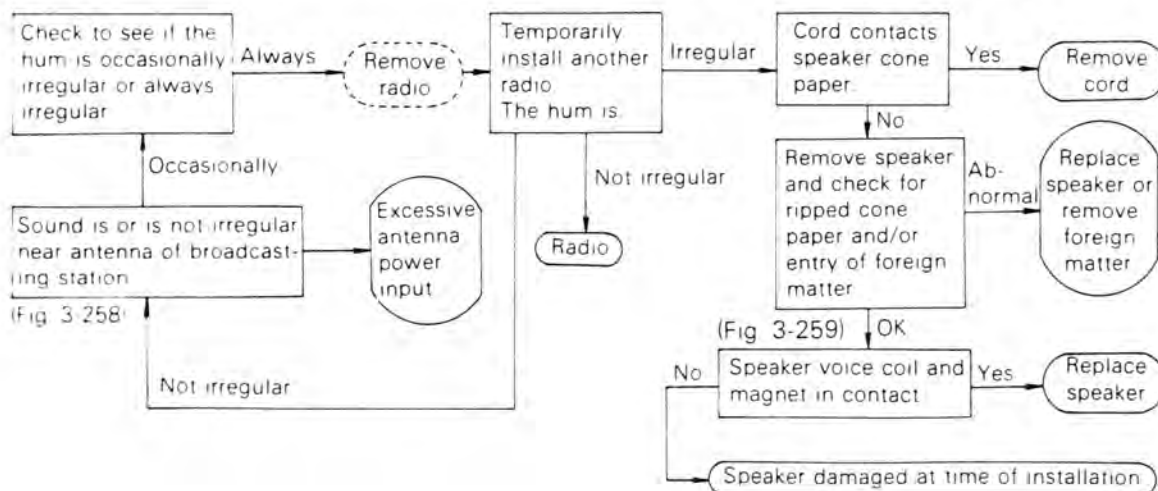 Check to see if the
hum is occasionally
irregular or always
irregular
Always
Remove
radio
Temporarily
install another
radio.
The hum is.
Irregular
Cord contacts
speaker cone
paper.
Yes
Remove
cord
No
Occasionally
Not irregular
Radio
Remove speaker
and check for
ripped cone
paper and/or
entry of foreign
matter
Ab-
normal
Replace
speaker or
remove
foreign
matter
Sound is or is not irregular
near antenna of broadcast-
ing station
(Fig 3-258)
Excessive
antenna
power
input
Not irregular
(Fig 3-259)
OK
No
Speaker voice coil and
magnet in contact
Yes
Replace
speaker
Speaker damaged at time of installation